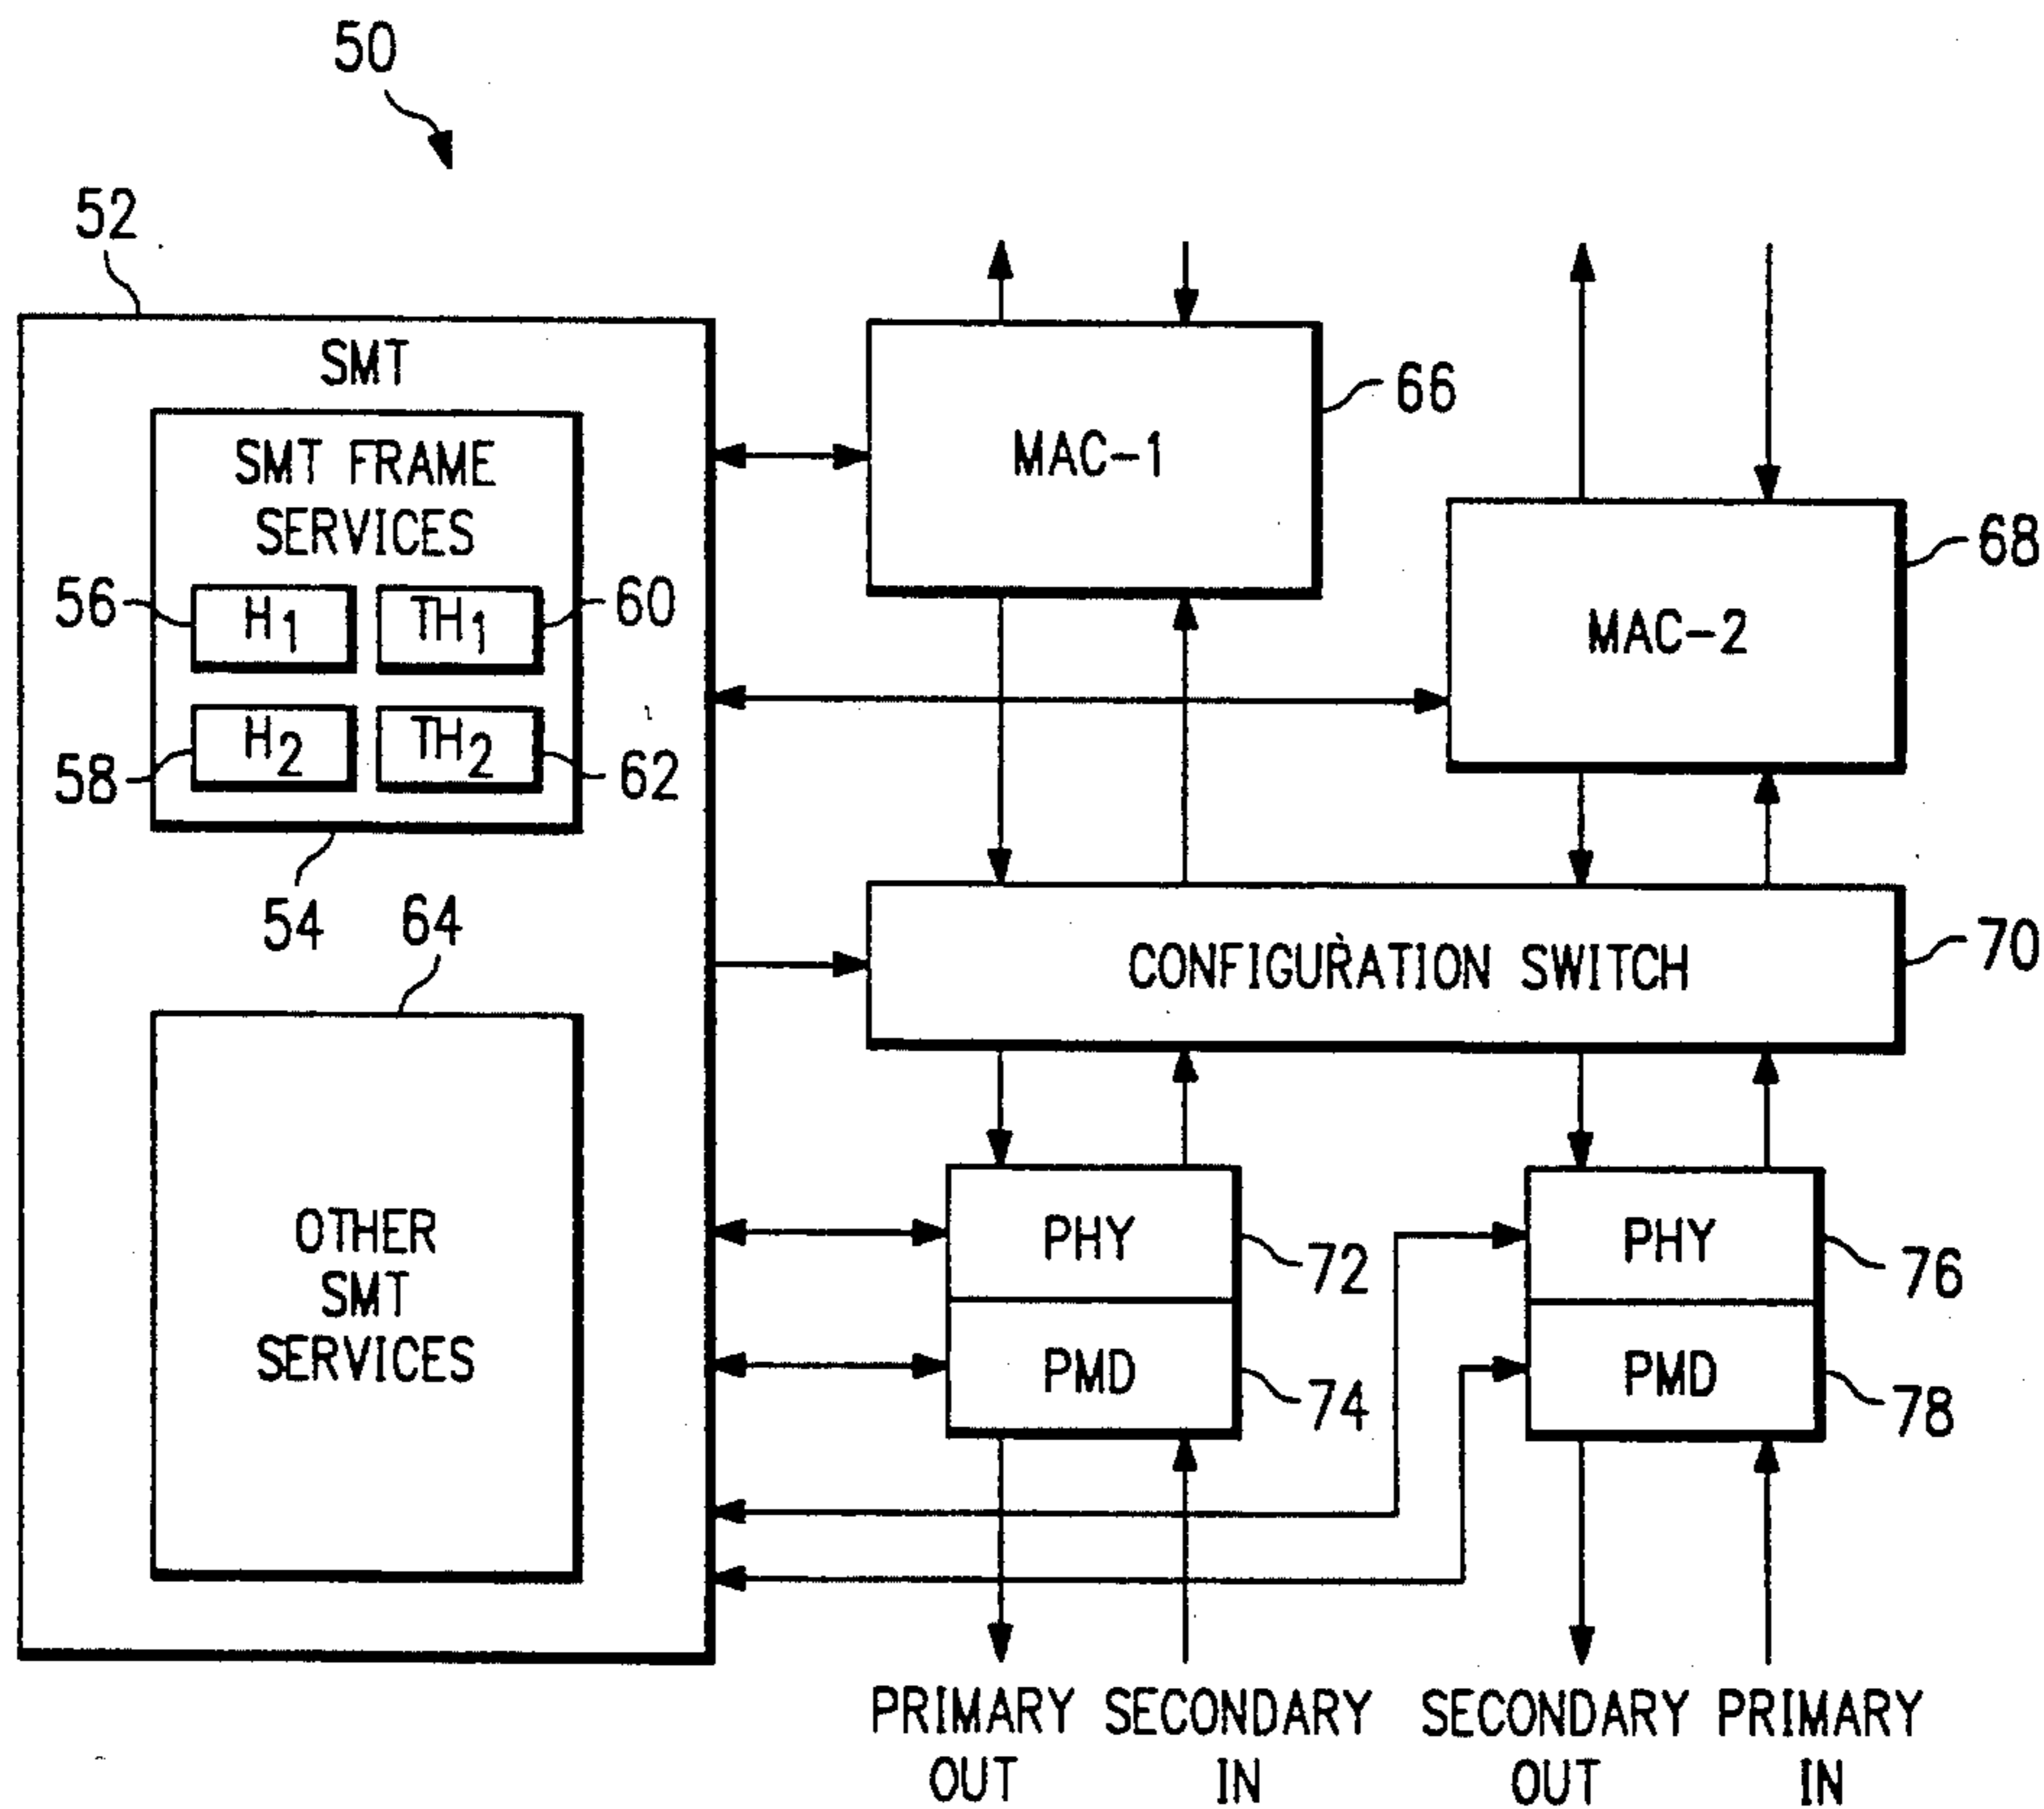 50
52
SMT
SMT FRAME
SERVICES
56
H1
TH1
60
58
H2
TH2
62
54
64
OTHER
SMT
SERVICES
MAC-1
66
MAC-2
68
CONFIGURATION SWITCH
70
PHY
72
PMD
74
PHY
76
PMD
78
PRIMARY
OUT
SECONDARY
IN
SECONDARY
OUT
PRIMARY
IN